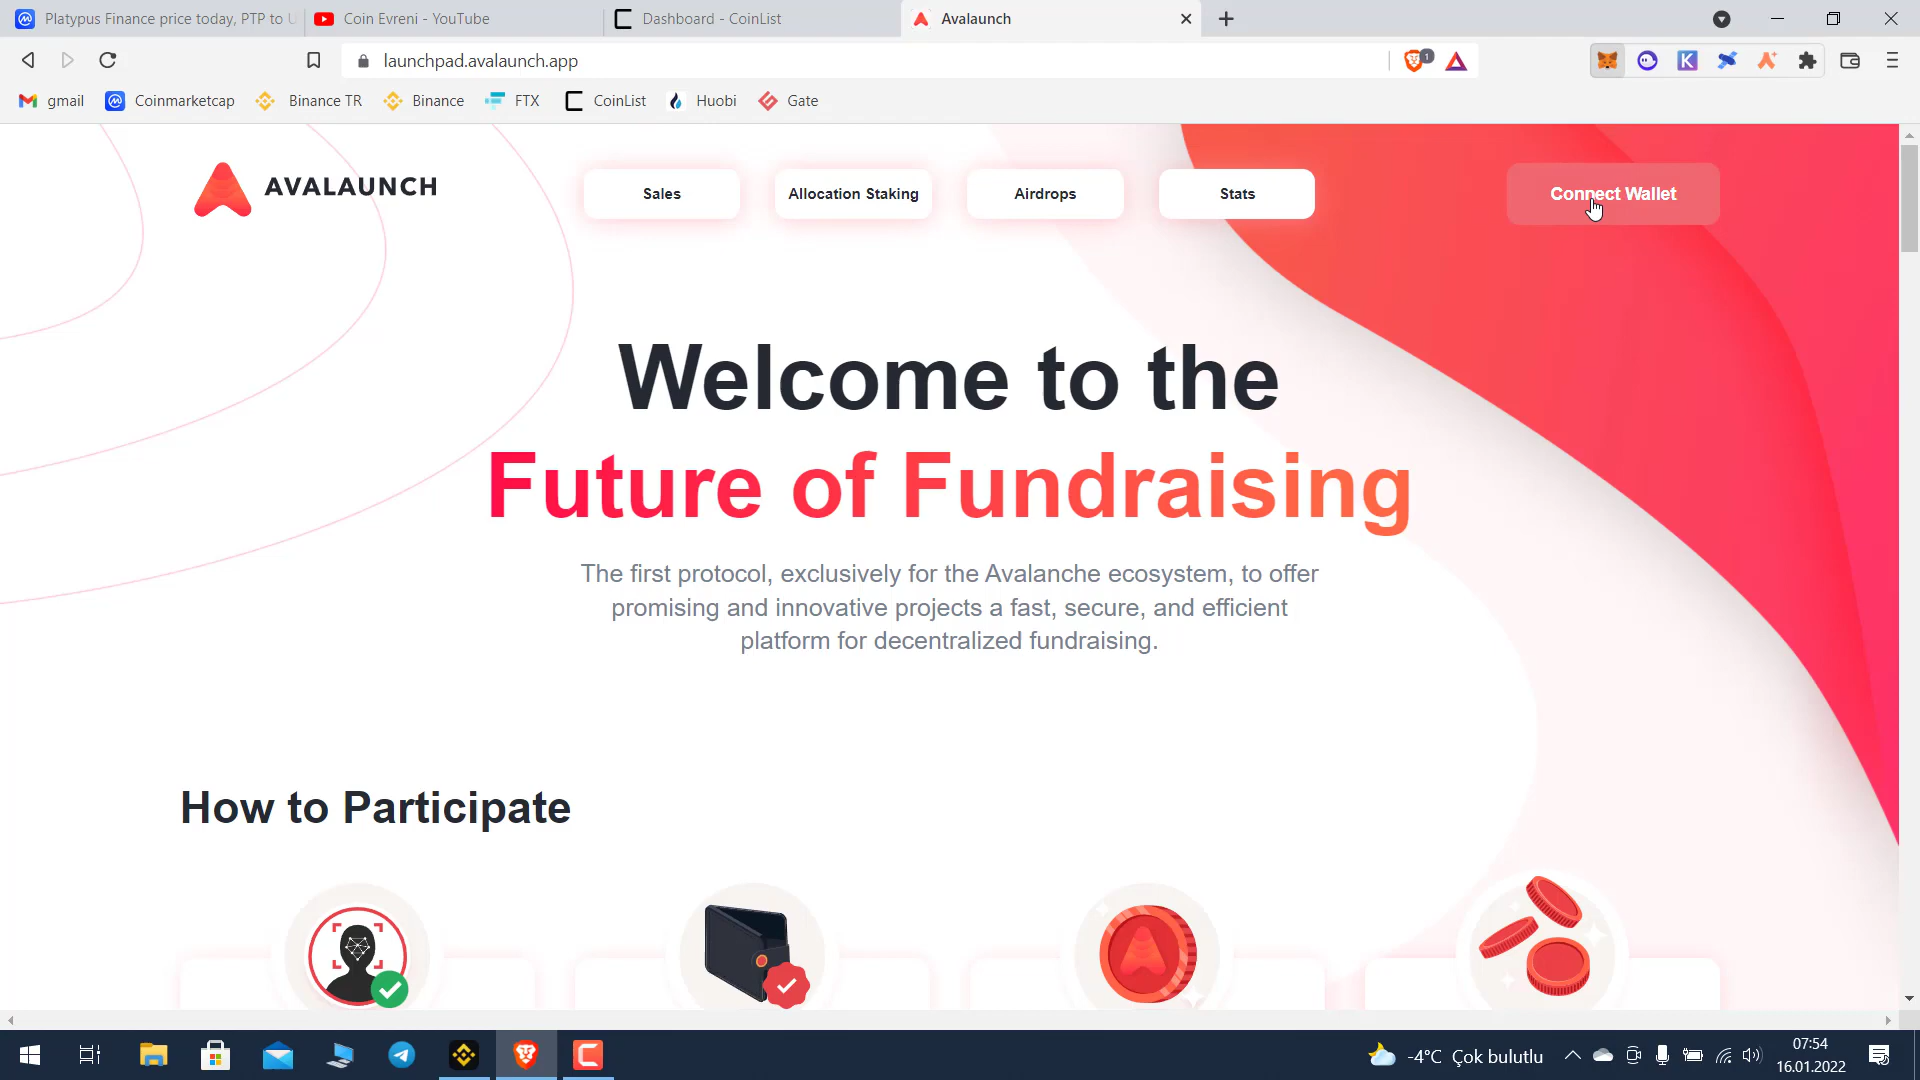 Platypus Finance price today, PTP to U
Coin Evreni - YouTube
Dashboard - CoinList
Avalaunch
launchpad.avalaunch.app
1
gmail
Coinmarketcap
Binance TR
Binance
FTX
CoinList
Huobi
Gate
AVALAUNCH
Sales
Allocation Staking
Airdrops
Stats
Connect Wallet
Welcome to the
Future of Fundraising
The first protocol, exclusively for the Avalanche ecosystem, to offer
promising and innovative projects a fast, secure, and efficient
platform for decentralized fundraising.
How to Participate
-4°C Çok bulutlu
07:54
16.01.2022